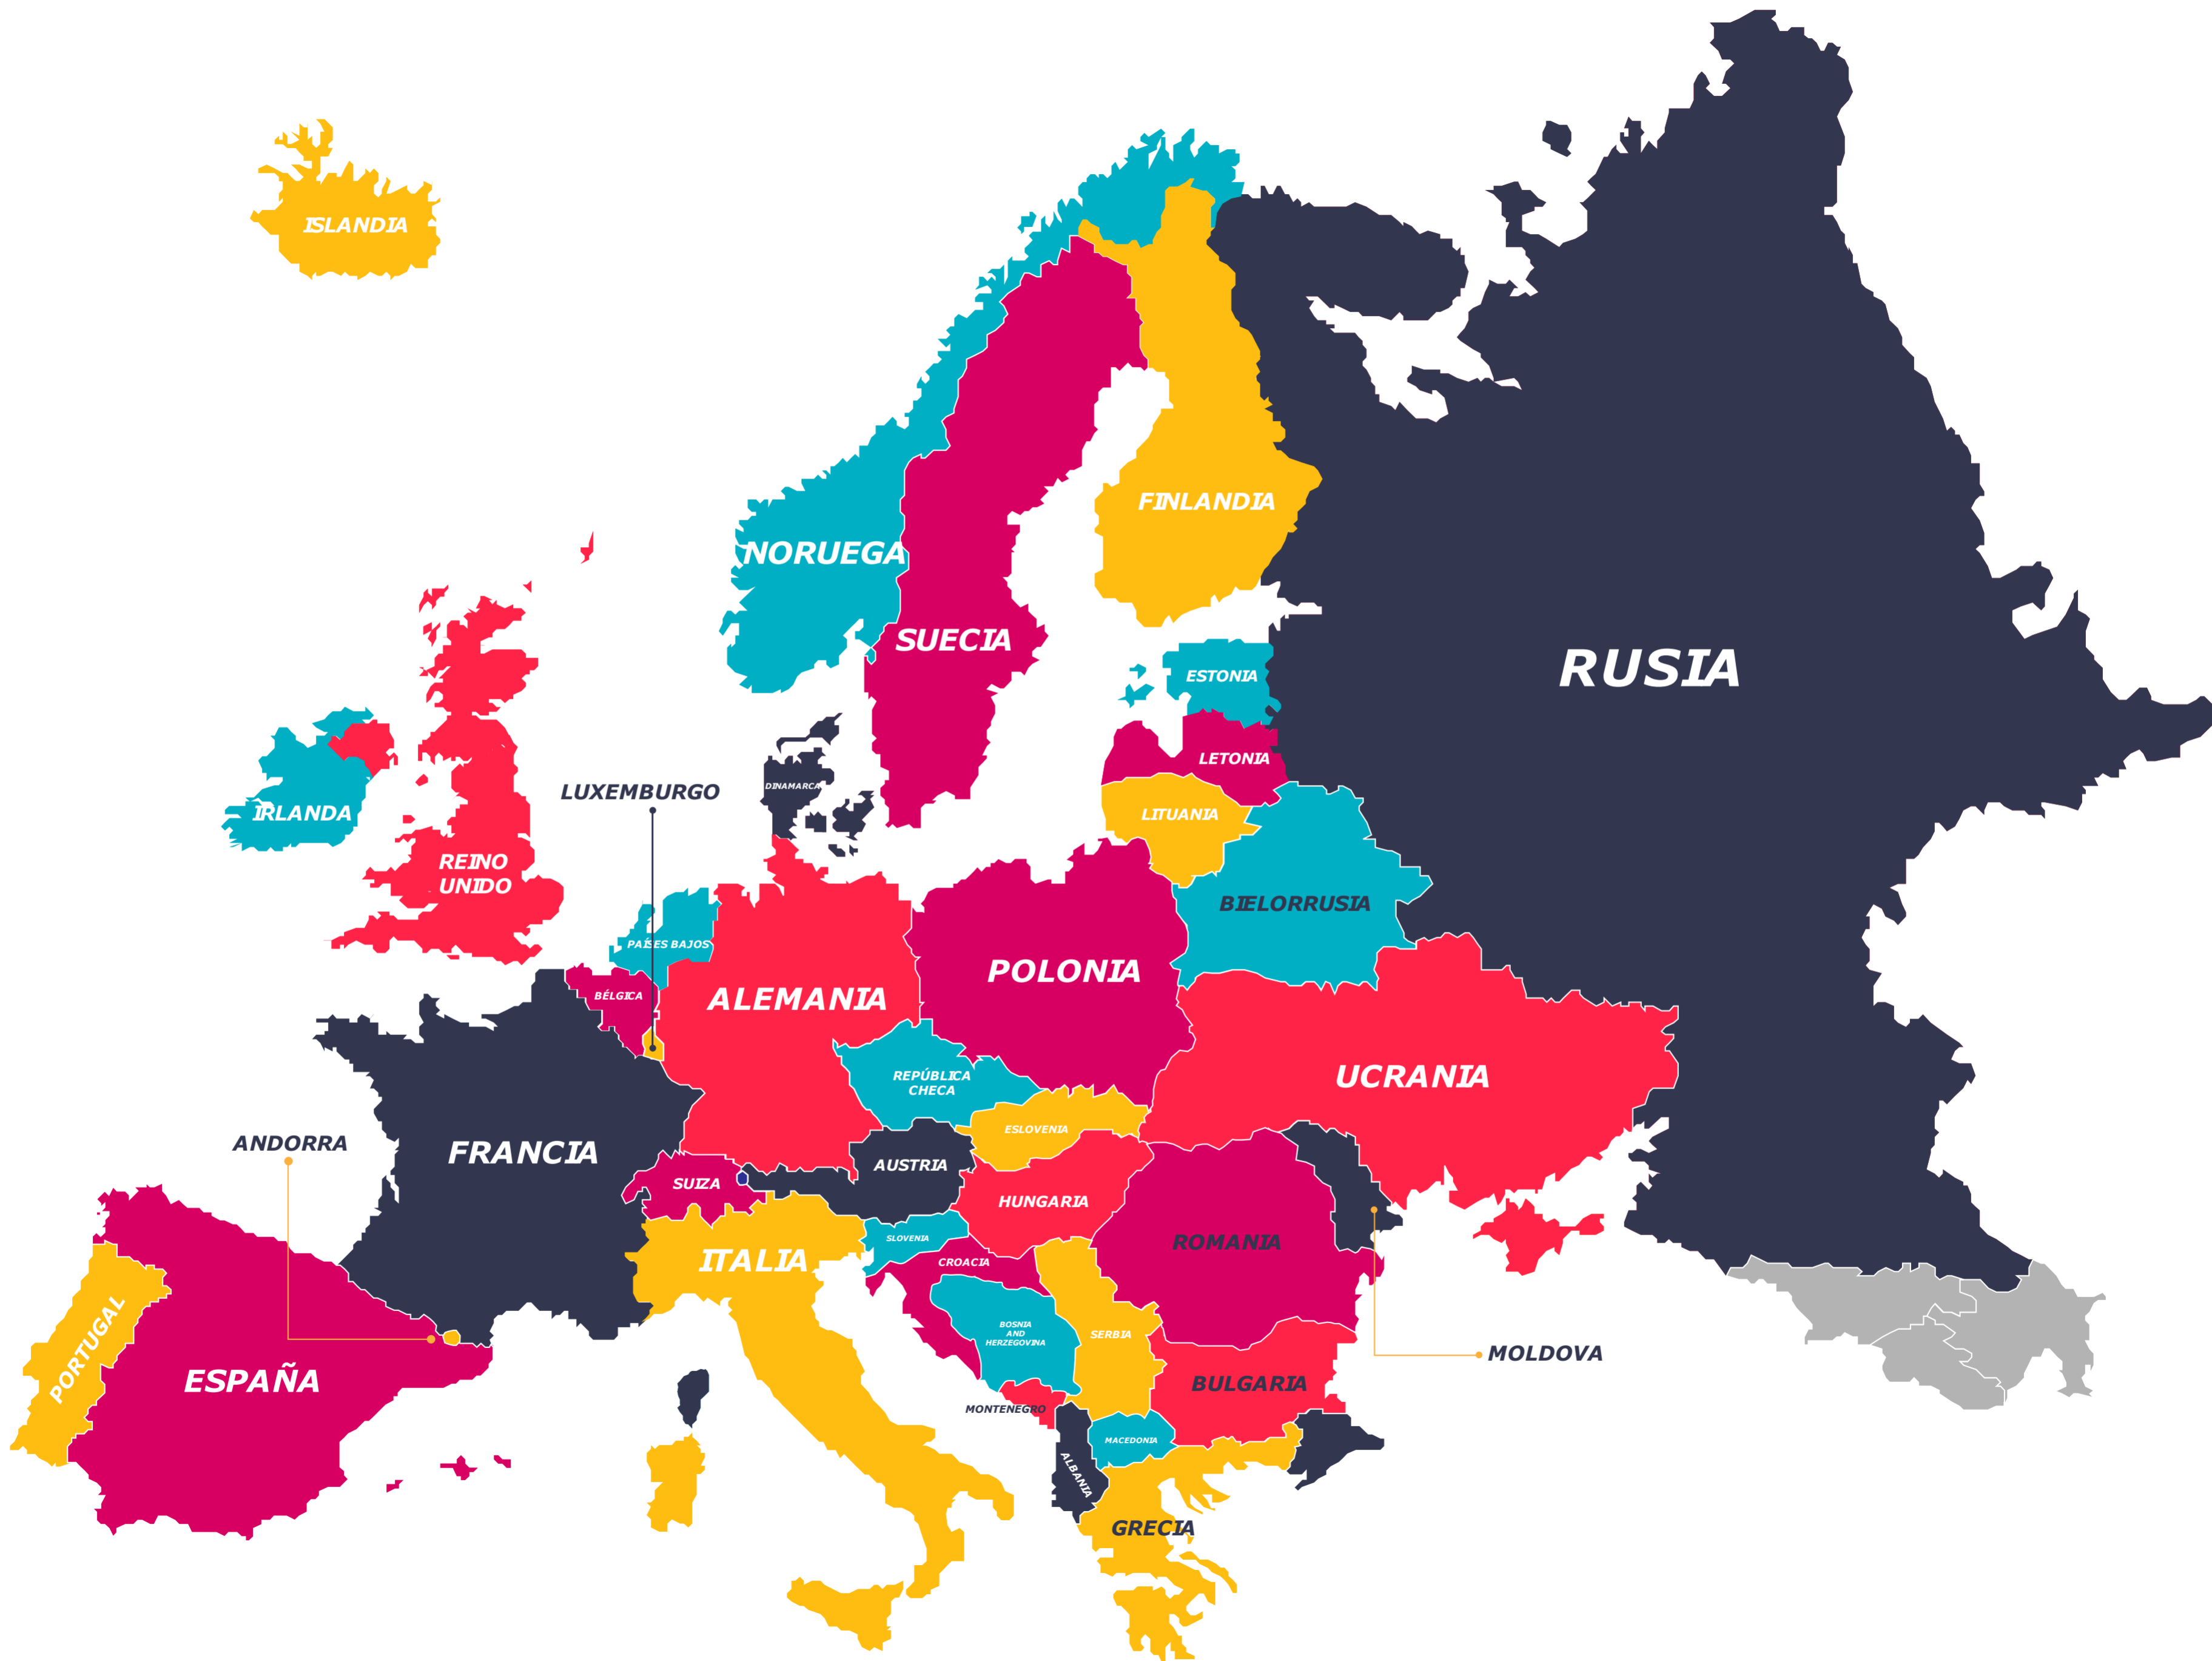 ISLANDIA
FINLANDIA
NORUEGA
SUECIA
RUSIA
ESTONIA
LETONIA
DINAMARCA
LUXEMBURGO
IRLANDA
LITUANIA
REINO
UNIDO
BIELORRUSIA
PAÍSES BAJOS
POLONIA
BÉLGICA
ALEMANIA
REPÚBLICA
CHECA
UCRANIA
ESLOVENIA
ANDORRA
FRANCIA
AUSTRIA
SUIZA
HUNGARIA
SLOVENIA
ROMANIA
ITALIA
CROACIA
BOSNIA
AND
HERZEGOVINA
SERBIA
PORTUGAL
MOLDOVA
ESPAÑA
BULGARIA
MONTENEGRO
MACEDONIA
ALBANIA
GRECIA